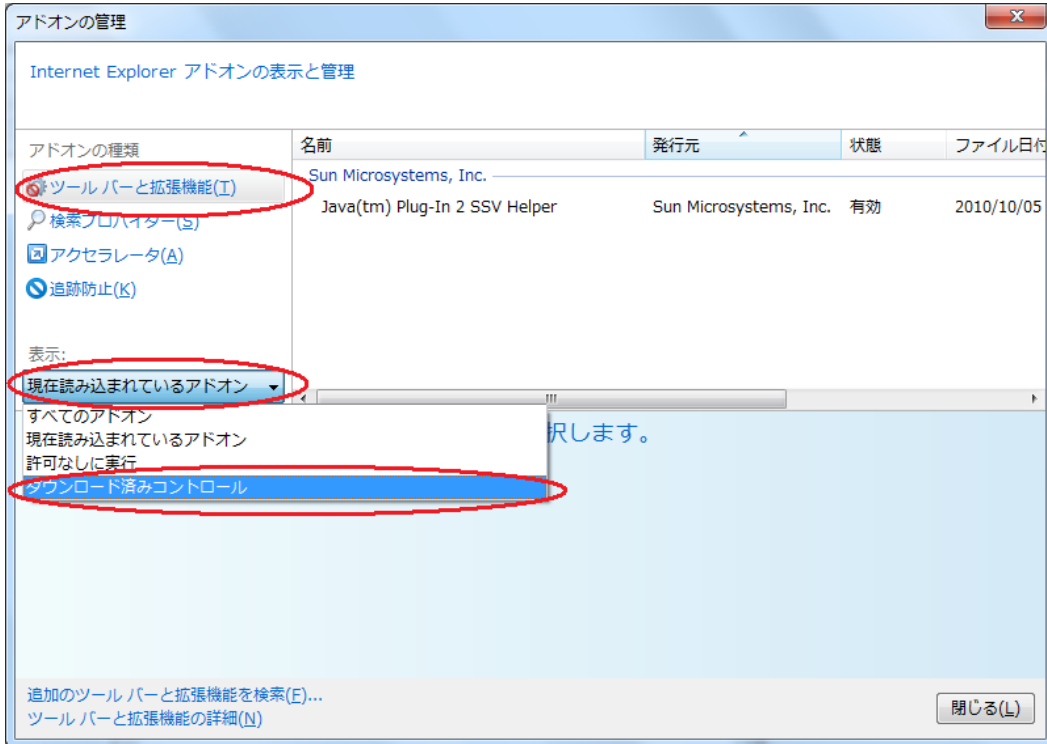 アドオンの管理
Internet Explorer アドオンの表示と管理
アドオンの種類
ツール バーと拡張機能(T)
検索プロバイダー(S)
アクセラレータ(A)
追跡防止(K)
表示:
現在読み込まれているアドオン
すべてのアドオン
現在読み込まれているアドオン
許可なしに実行
ダウンロード済みコントロール
名前 発行元 状態 ファイル日付
Sun Microsystems, Inc.
Java(tm) Plug-In 2 SSV Helper Sun Microsystems, Inc. 有効 2010/10/05
択します。
追加のツール バーと拡張機能を検索(F)...
ツール バーと拡張機能の詳細(N)
閉じる(L)